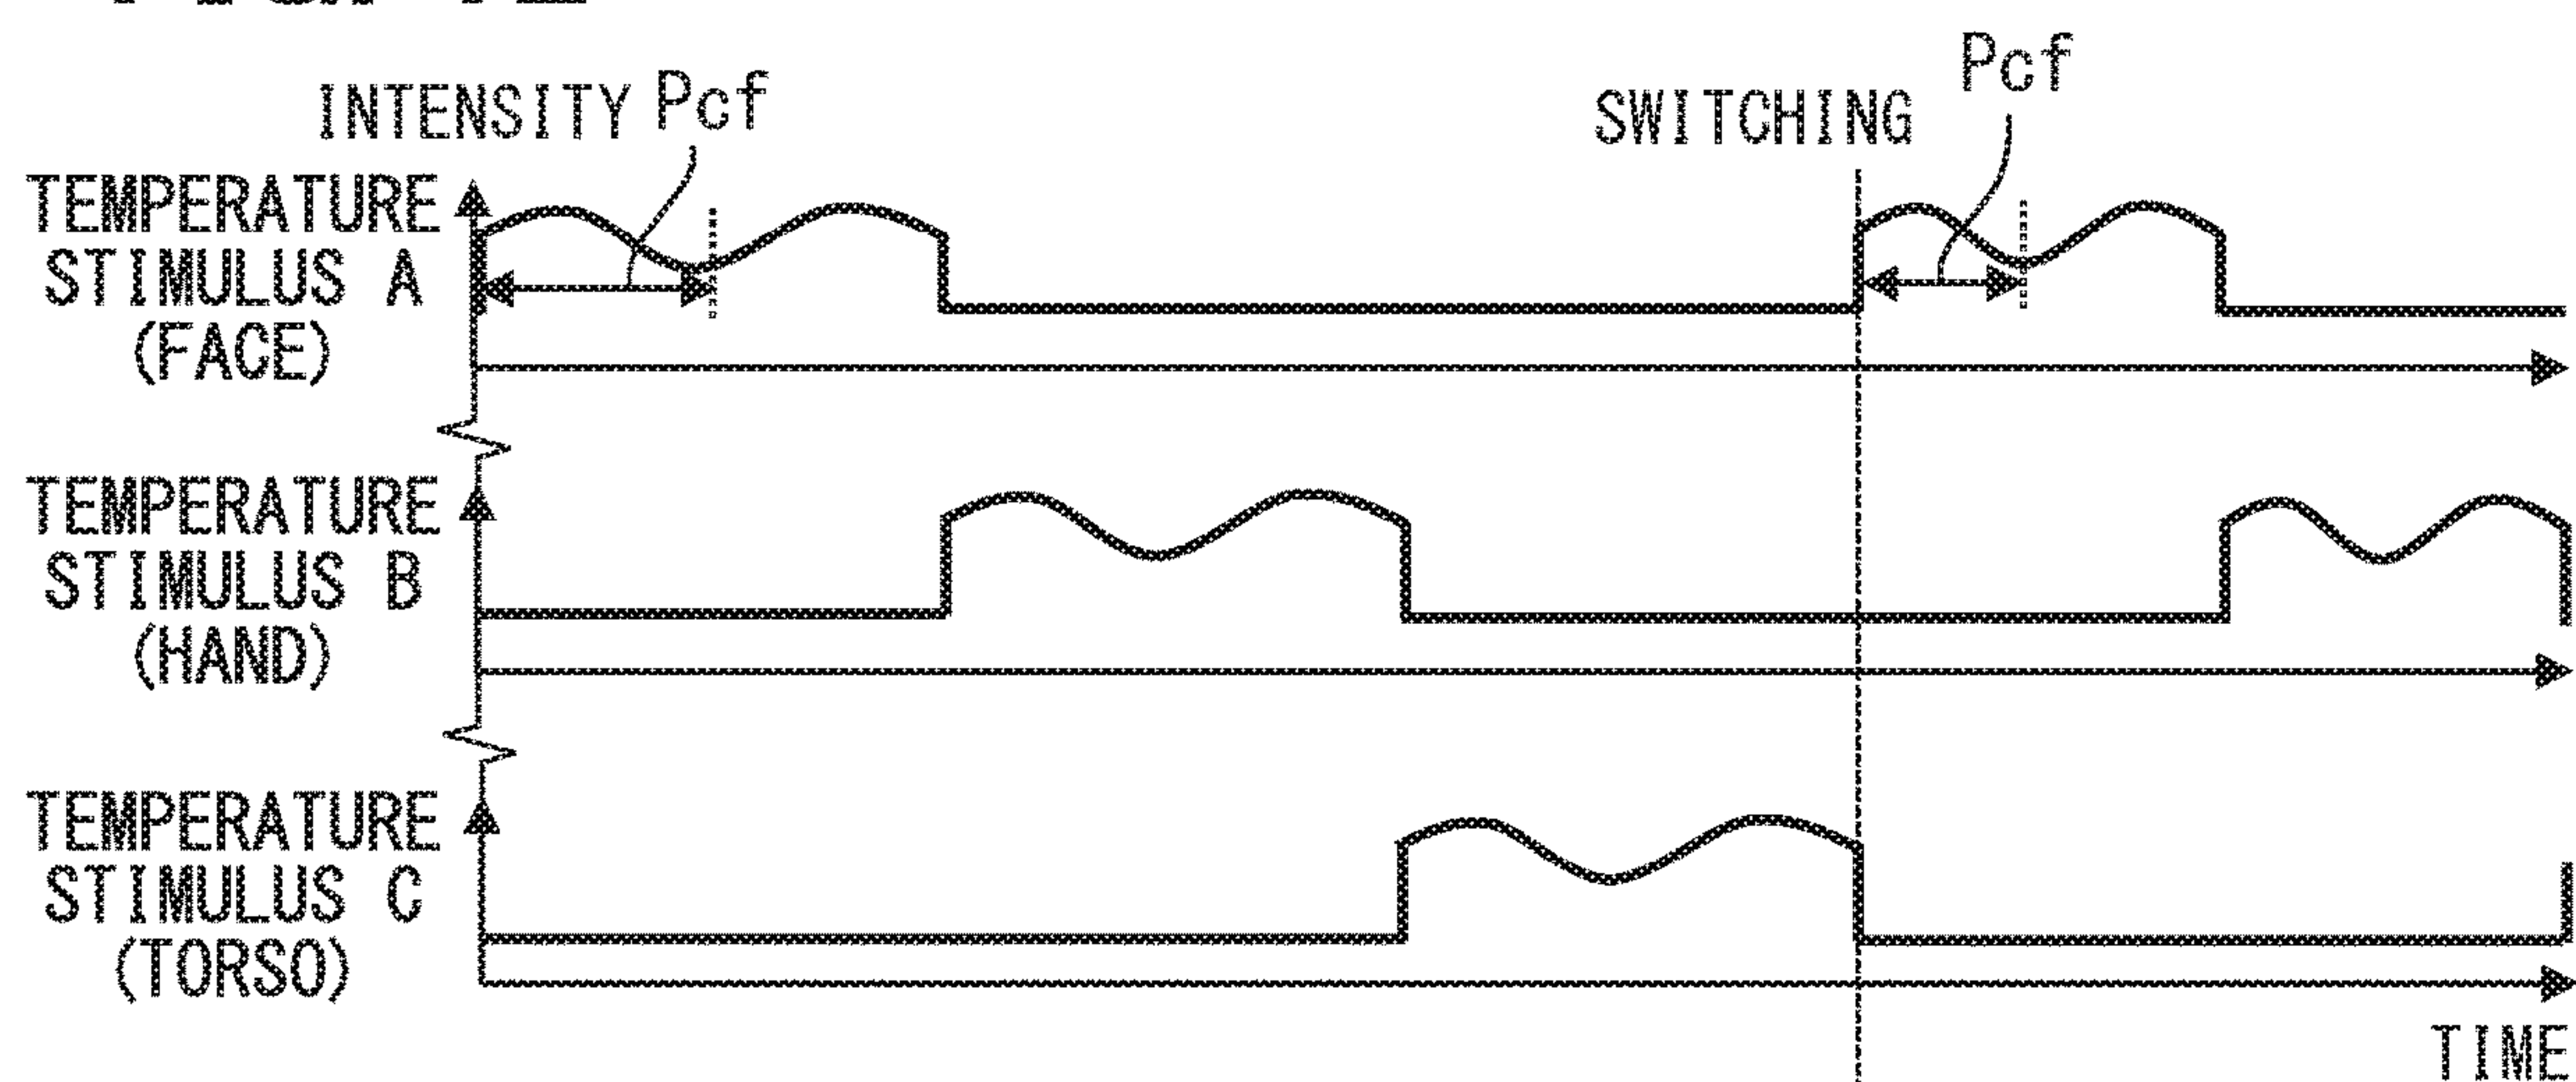 INTENSITY Pcf
SWITCHING
Pcf
TEMPERATURE
STIMULUS A
(FACE)
TEMPERATURE
STIMULUS B
(HAND)
TEMPERATURE
STIMULUS C
(TORSO)
TIME